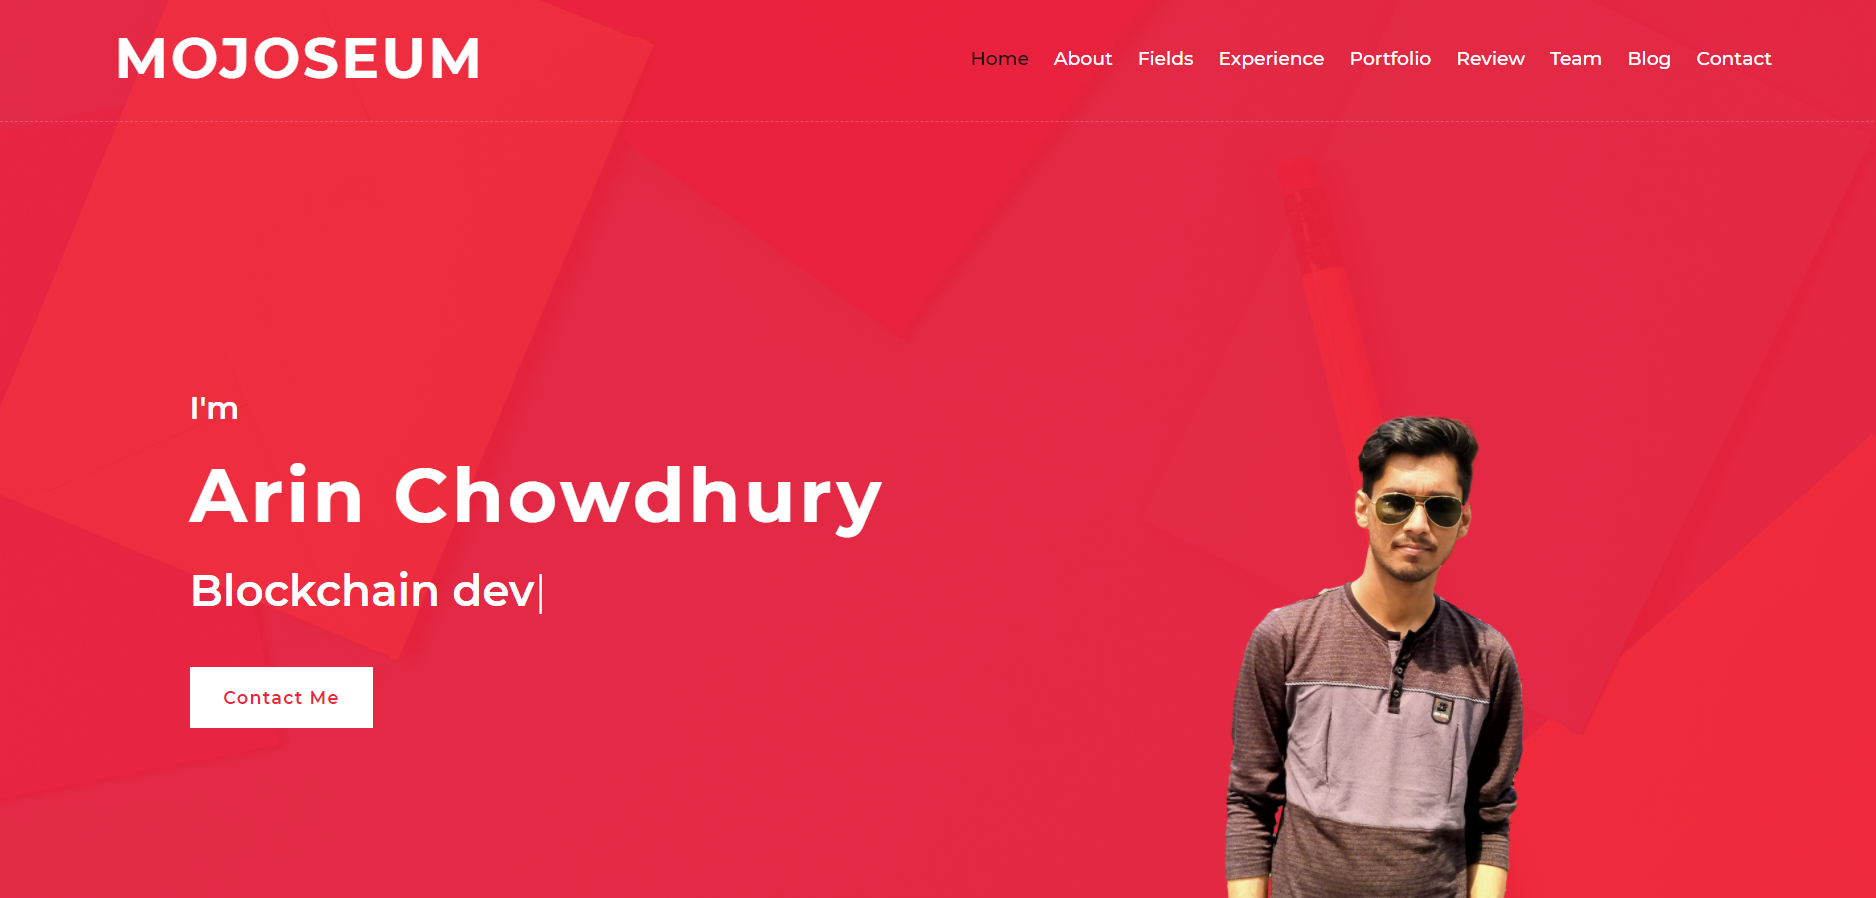 MOJOSEUM
Home About Fields Experience Portfolio Review Team Blog Contact
I'm
Arin Chowdhury
Blockchain dev|
Contact Me